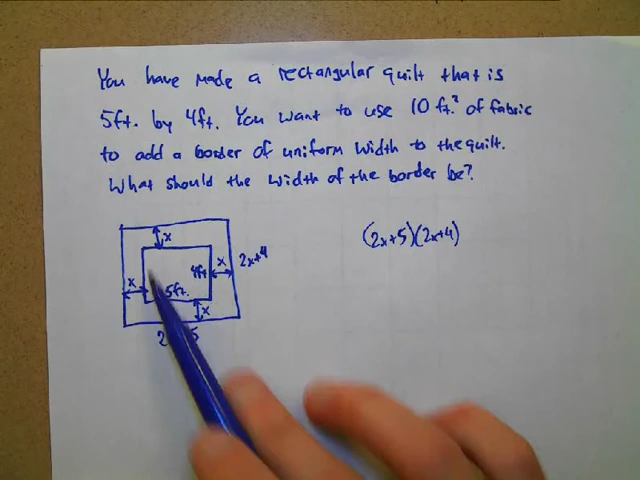 You have made a rectangular quilt that is
5ft. by 4ft. You want to use 10 ft.² of fabric
to add a border of uniform width to the quilt.
What should the width of the border be?
x
(2x+5)(2x+4)
4ft
x
2x+4
x
5ft.
x
2
5